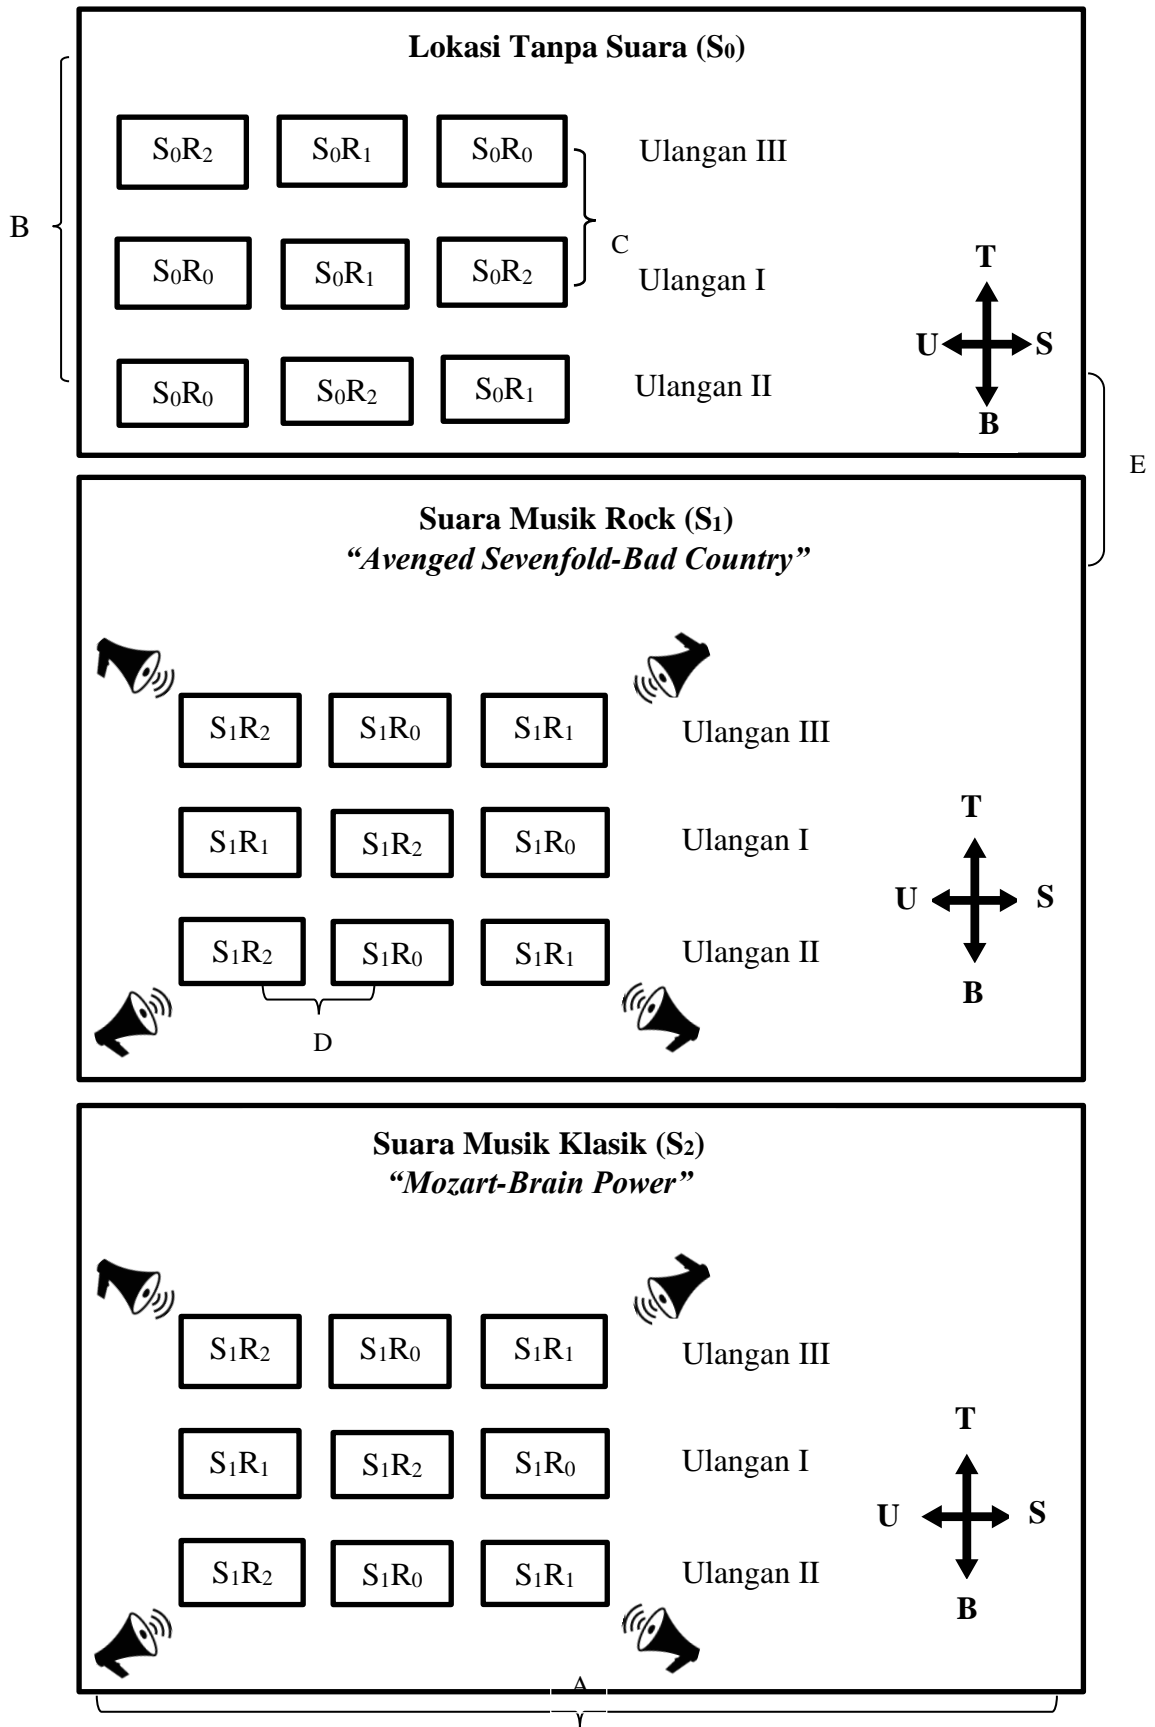 Lokasi Tanpa Suara (S₀)
S₀R₂ S₀R₁ S₀R₀ Ulangan III
B
C
S₀R₀ S₀R₁ S₀R₂ Ulangan I
T
U S
B
S₀R₀ S₀R₂ S₀R₁ Ulangan II
E
Suara Musik Rock (S₁)
“Avenged Sevenfold-Bad Country”
S₁R₂ S₁R₀ S₁R₁ Ulangan III
S₁R₁ S₁R₂ S₁R₀ Ulangan I
T
U S
B
S₁R₂ S₁R₀ S₁R₁ Ulangan II
D
Suara Musik Klasik (S₂)
“Mozart-Brain Power”
S₁R₂ S₁R₀ S₁R₁ Ulangan III
S₁R₁ S₁R₂ S₁R₀ Ulangan I
T
U S
B
S₁R₂ S₁R₀ S₁R₁ Ulangan II
A